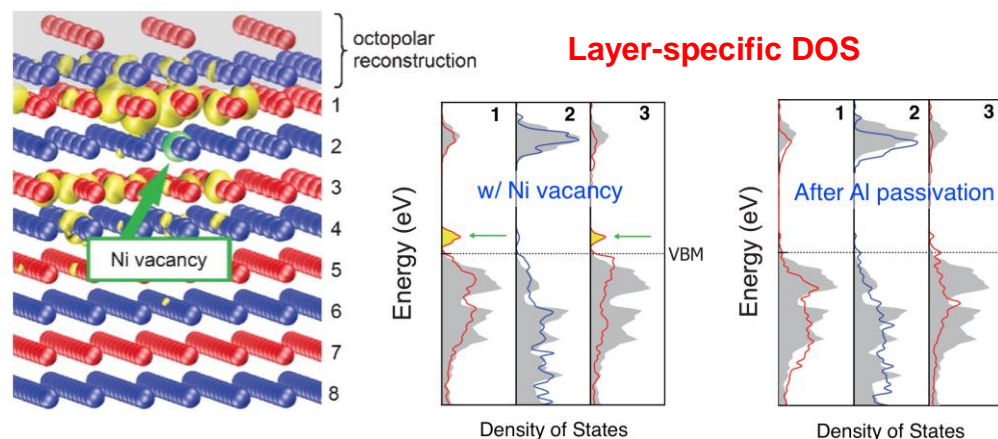 octopolar
reconstruction
1
2
3
4
5
6
7
8
Ni vacancy
Layer-specific DOS
Energy (eV)
1 2 3
w/ Ni vacancy
VBM
Density of States
Energy (eV)
1 2 3
After Al passivation
Density of States